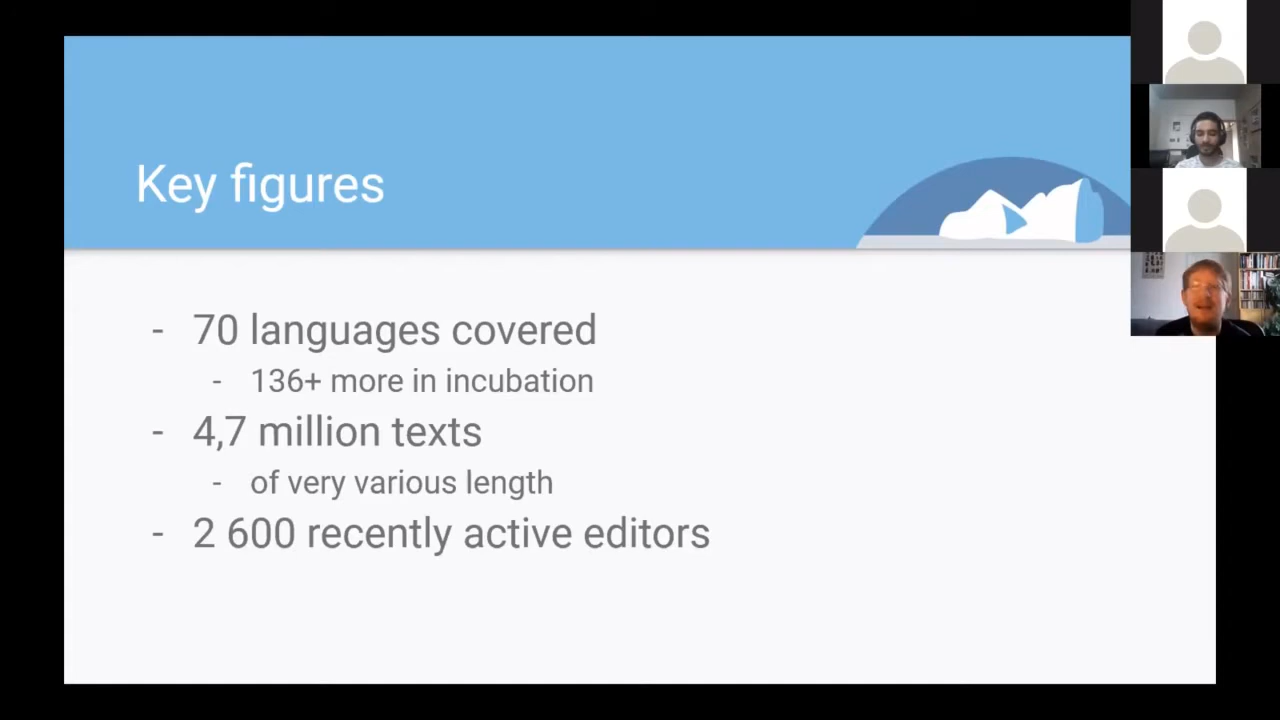 Key figures
- 70 languages covered
- 136+ more in incubation
- 4,7 million texts
- of very various length
- 2 600 recently active editors